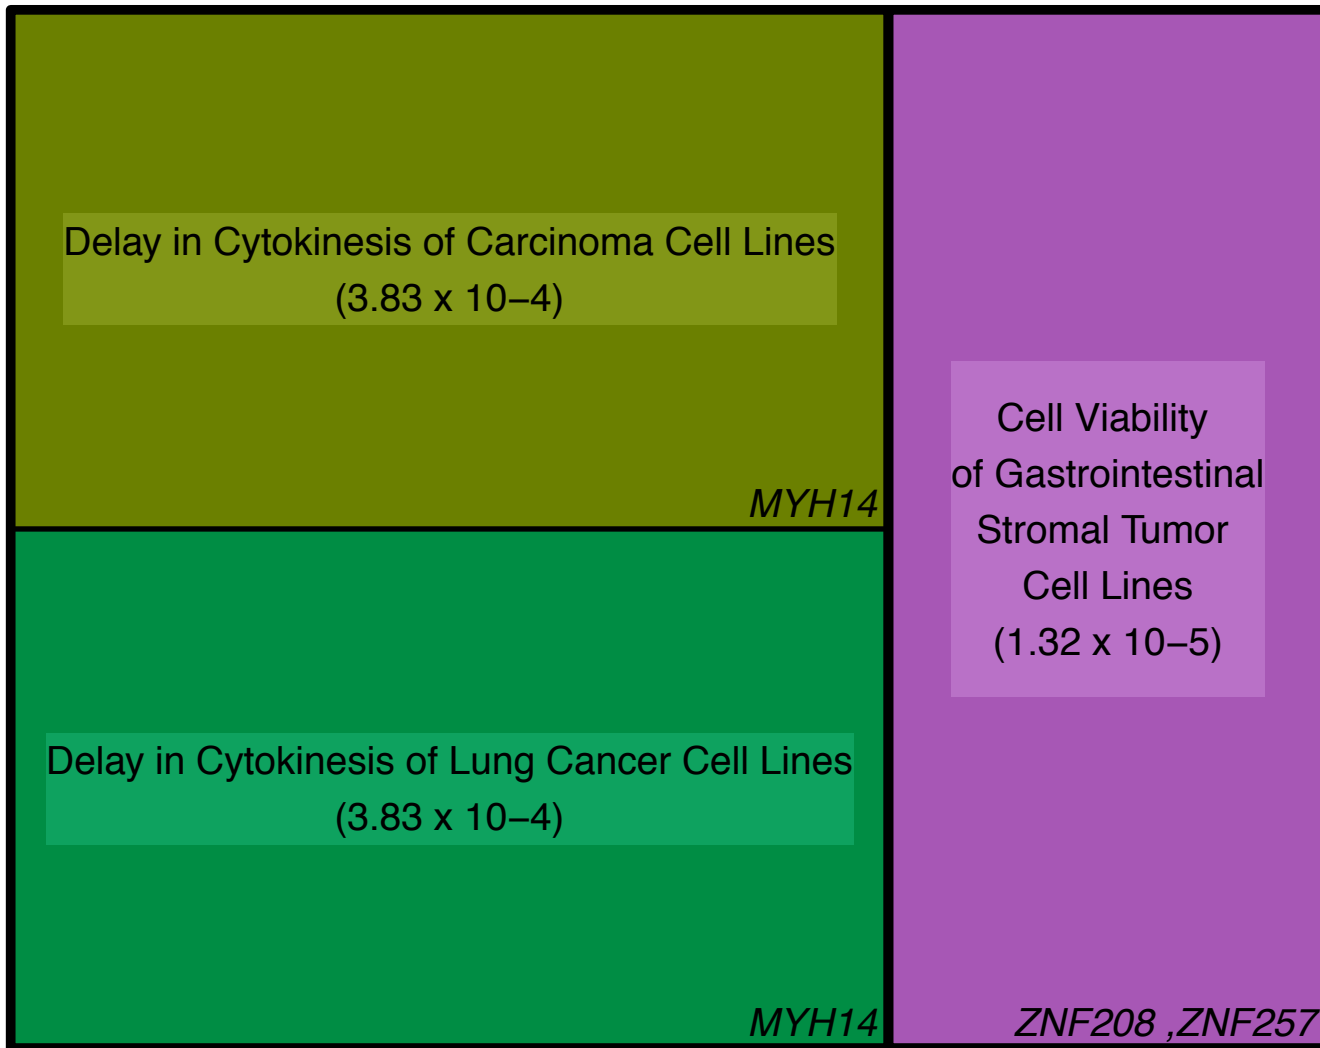 Delay in Cytokinesis of Carcinoma Cell Lines
(3.83 x 10−4)
MYH14
Delay in Cytokinesis of Lung Cancer Cell Lines
(3.83 x 10−4)
MYH14
Cell Viability
of Gastrointestinal
Stromal Tumor
Cell Lines
(1.32 x 10−5)
ZNF208 ,ZNF257